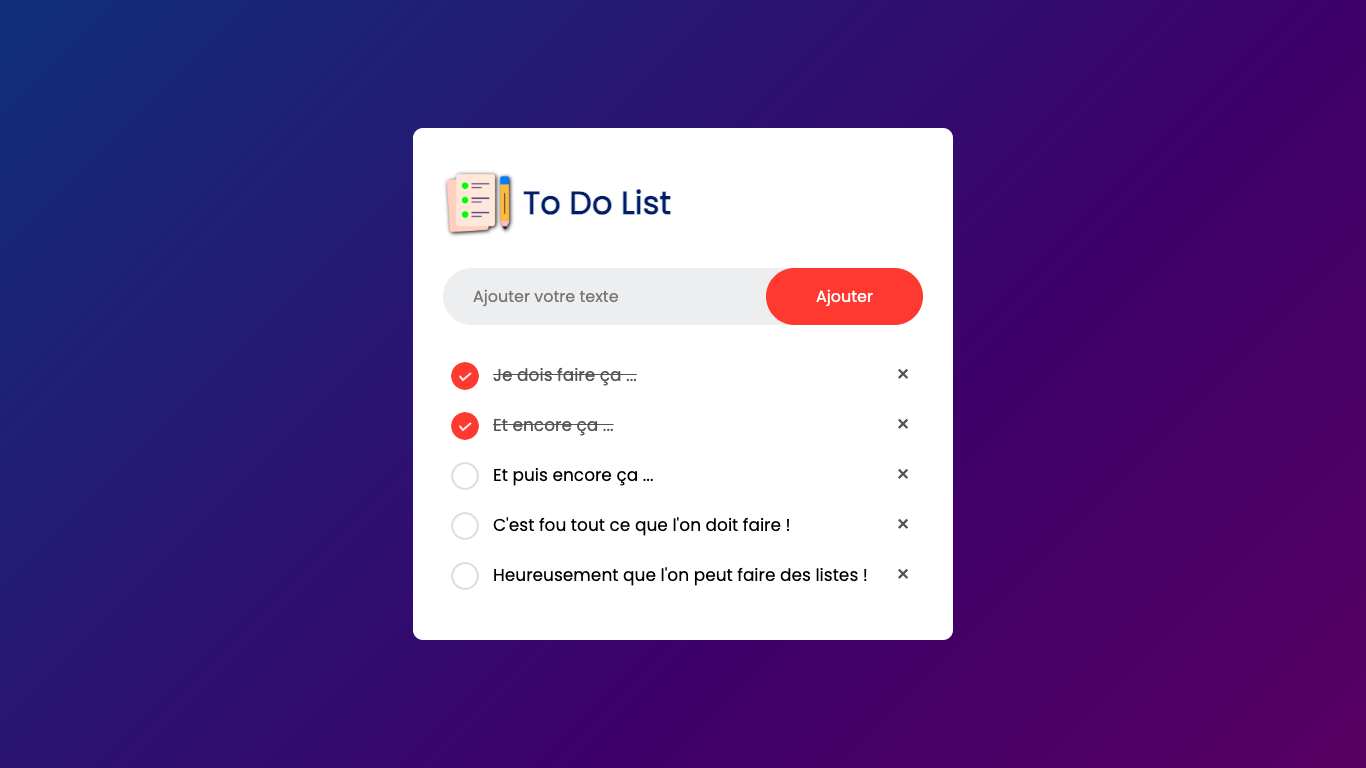 To Do List
Ajouter votre texte
Ajouter
Je dois faire ça ...
Et encore ça ...
Et puis encore ça ...
C'est fou tout ce que l'on doit faire !
Heureusement que l'on peut faire des listes !